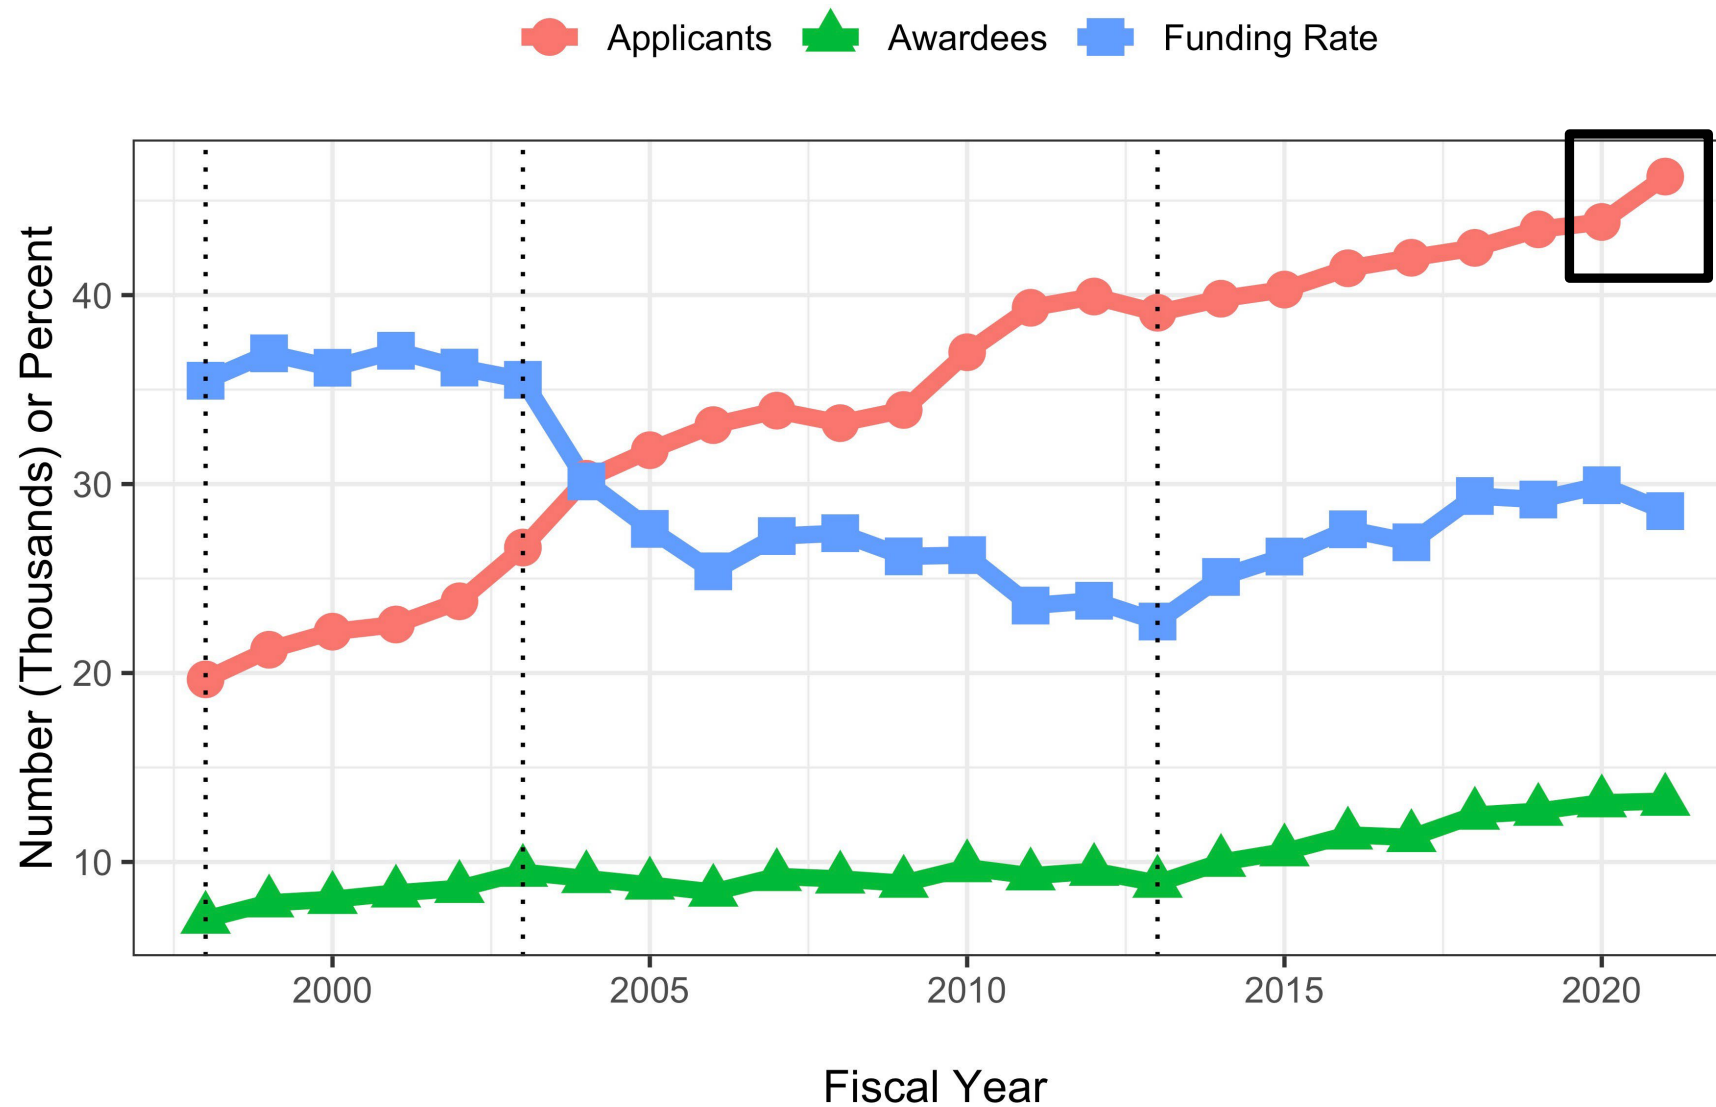 Applicants Awardees Funding Rate
Number (Thousands) or Percent
40
30
20
10
2000 2005 2010 2015 2020
Fiscal Year